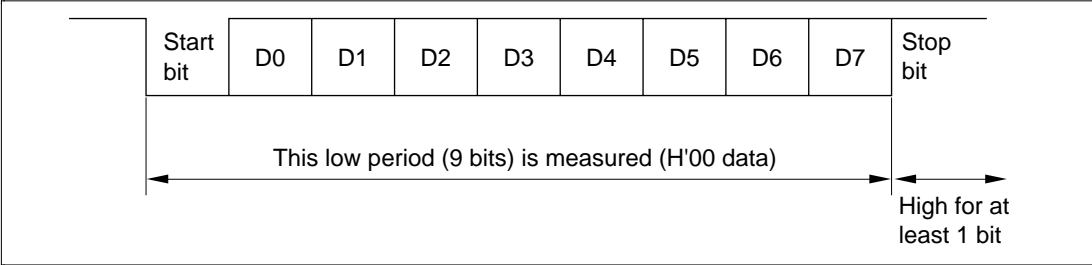 Start
bit
D0 D1 D2 D3 D4 D5 D6 D7
Stop
bit
This low period (9 bits) is measured (H'00 data)
High for at
least 1 bit